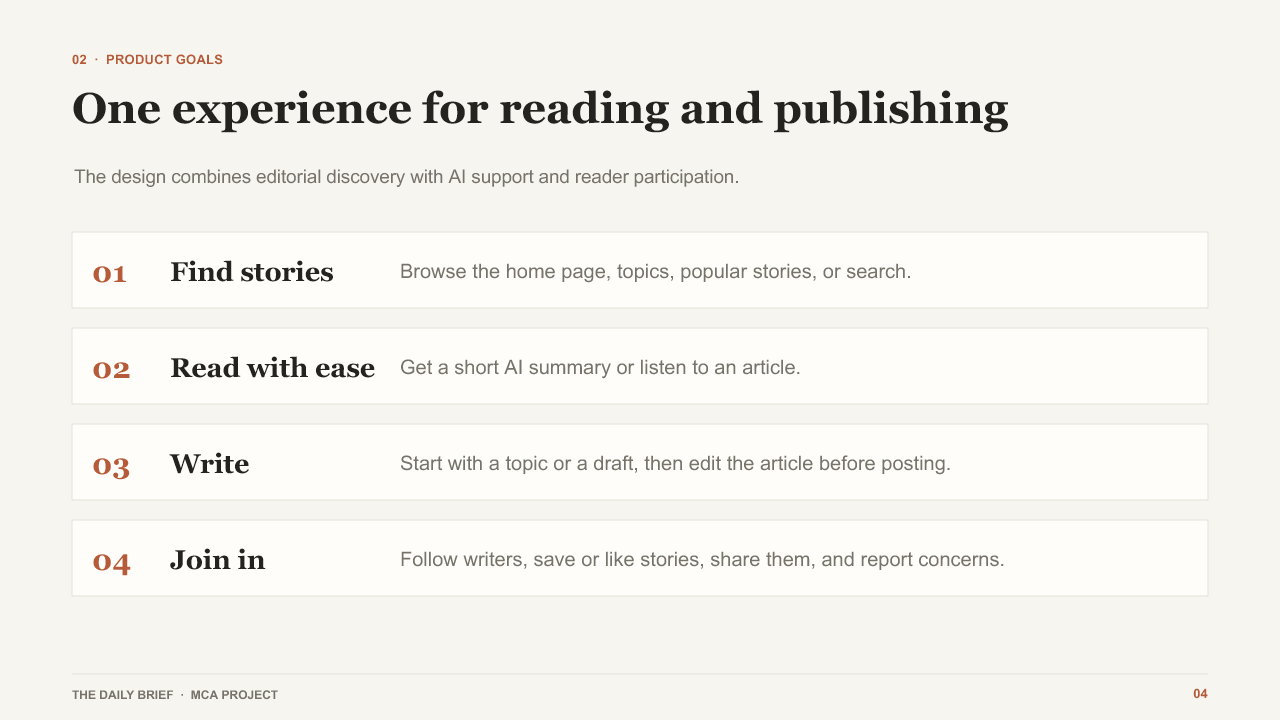 02 · PRODUCT GOALS
One experience for reading and publishing
The design combines editorial discovery with AI support and reader participation.
01 Find stories Browse the home page, topics, popular stories, or search.
02 Read with ease Get a short AI summary or listen to an article.
03 Write Start with a topic or a draft, then edit the article before posting.
04 Join in Follow writers, save or like stories, share them, and report concerns.
THE DAILY BRIEF · MCA PROJECT 04